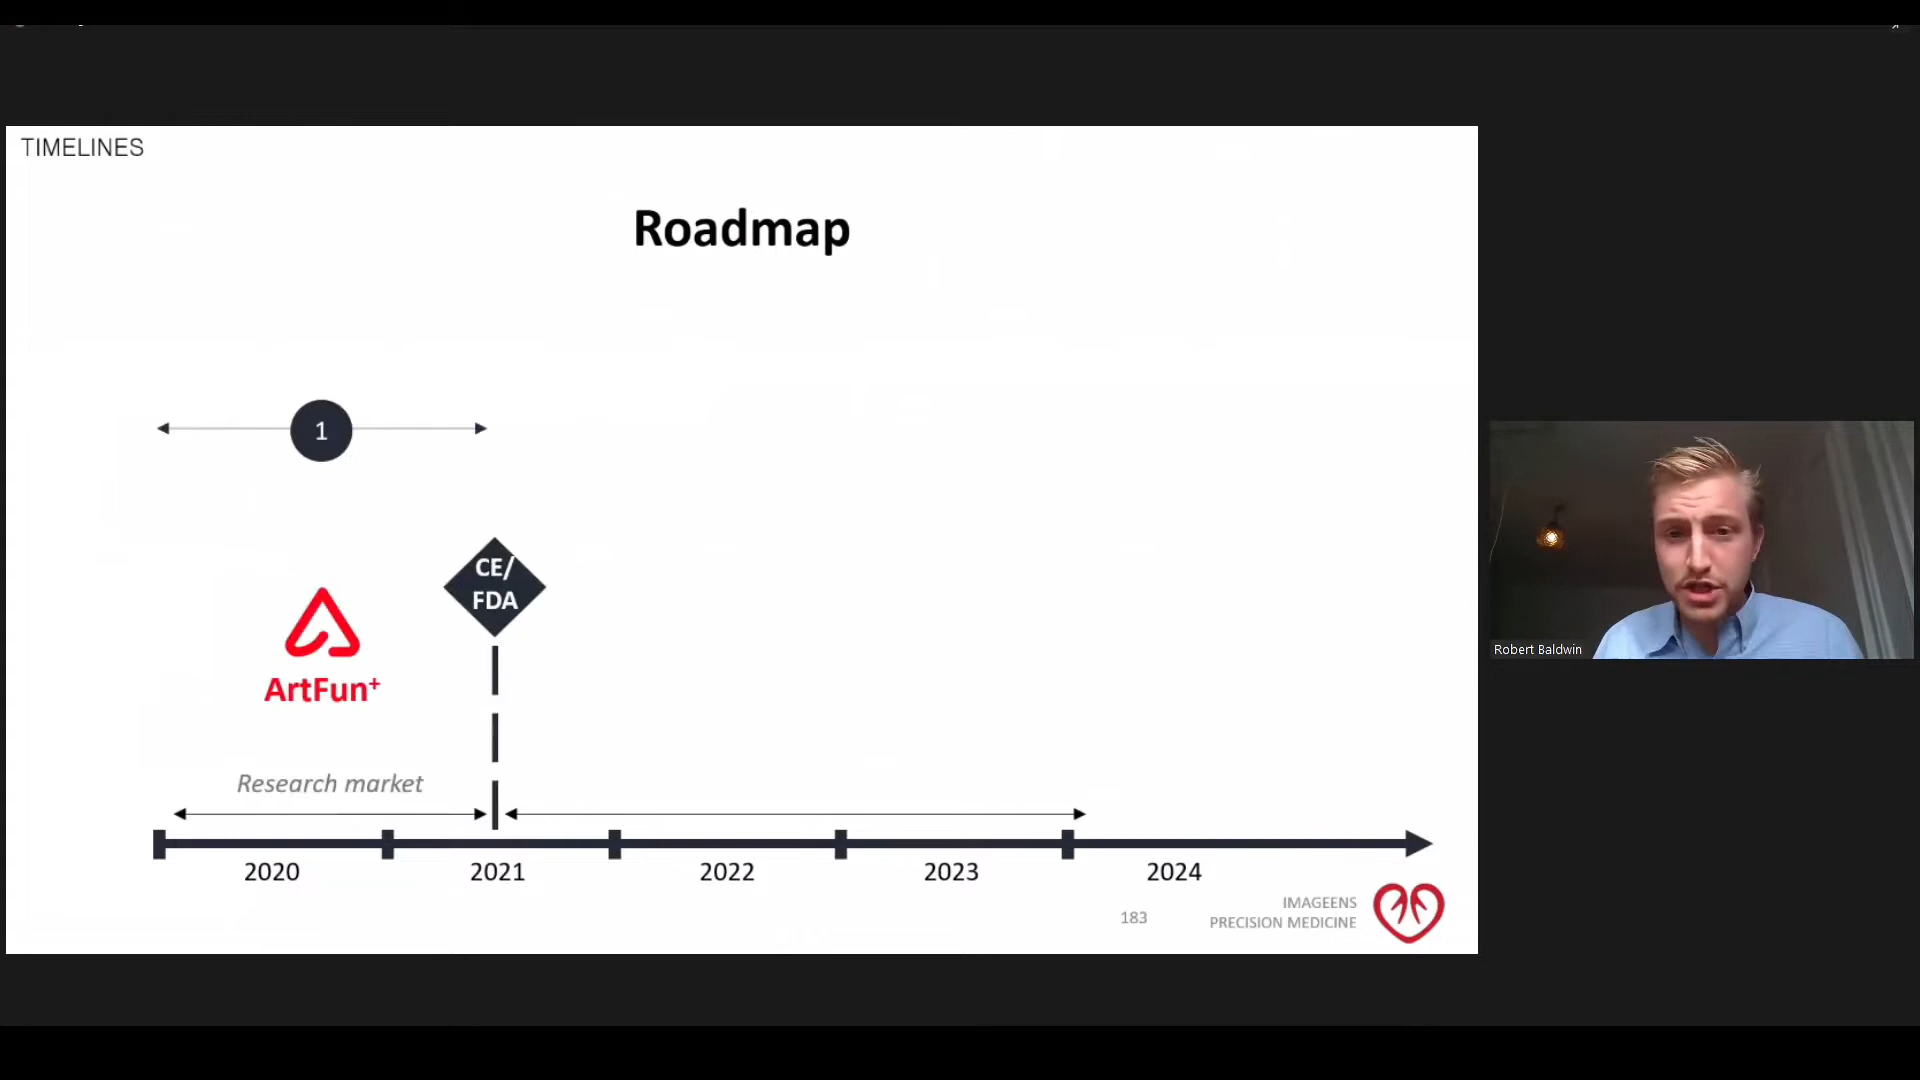 TIMELINES
Roadmap
1
CE/
FDA
ArtFun+
Research market
2020
2021
2022
2023
2024
183
IMAGEENS
PRECISION MEDICINE
Robert Baldwin